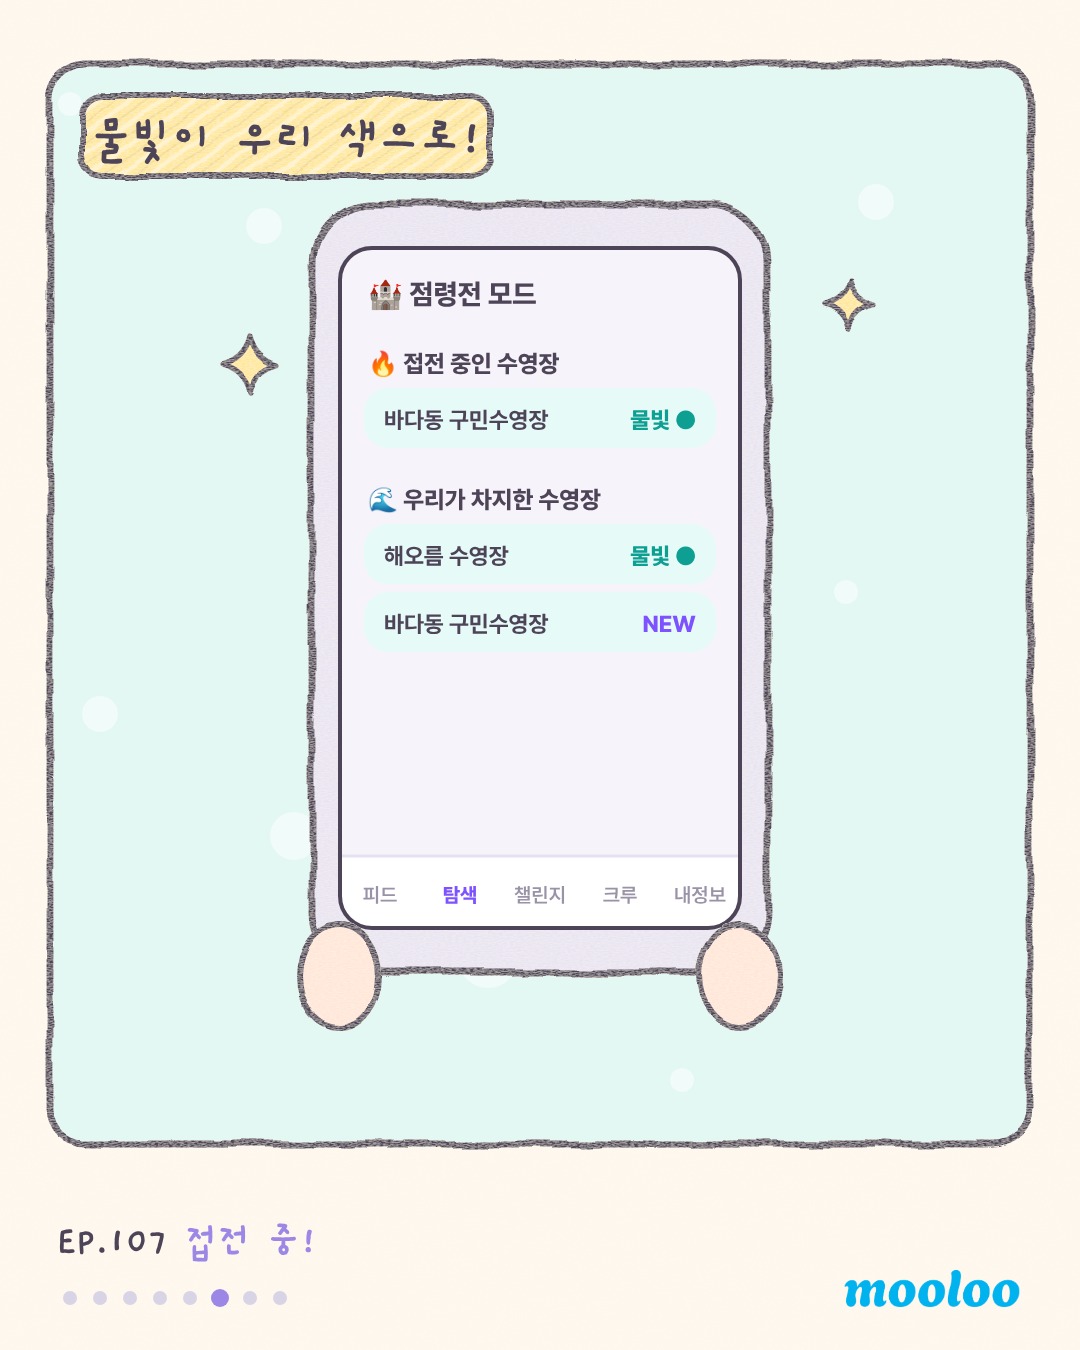 물빛이 우리 색으로!
🏰 점령전 모드
🔥 접전 중인 수영장
바다동 구민수영장 물빛
🌊 우리가 차지한 수영장
해오름 수영장 물빛
바다동 구민수영장 NEW
피드 탐색 챌린지 크루 내정보
EP.107 접전 중!
mooloo